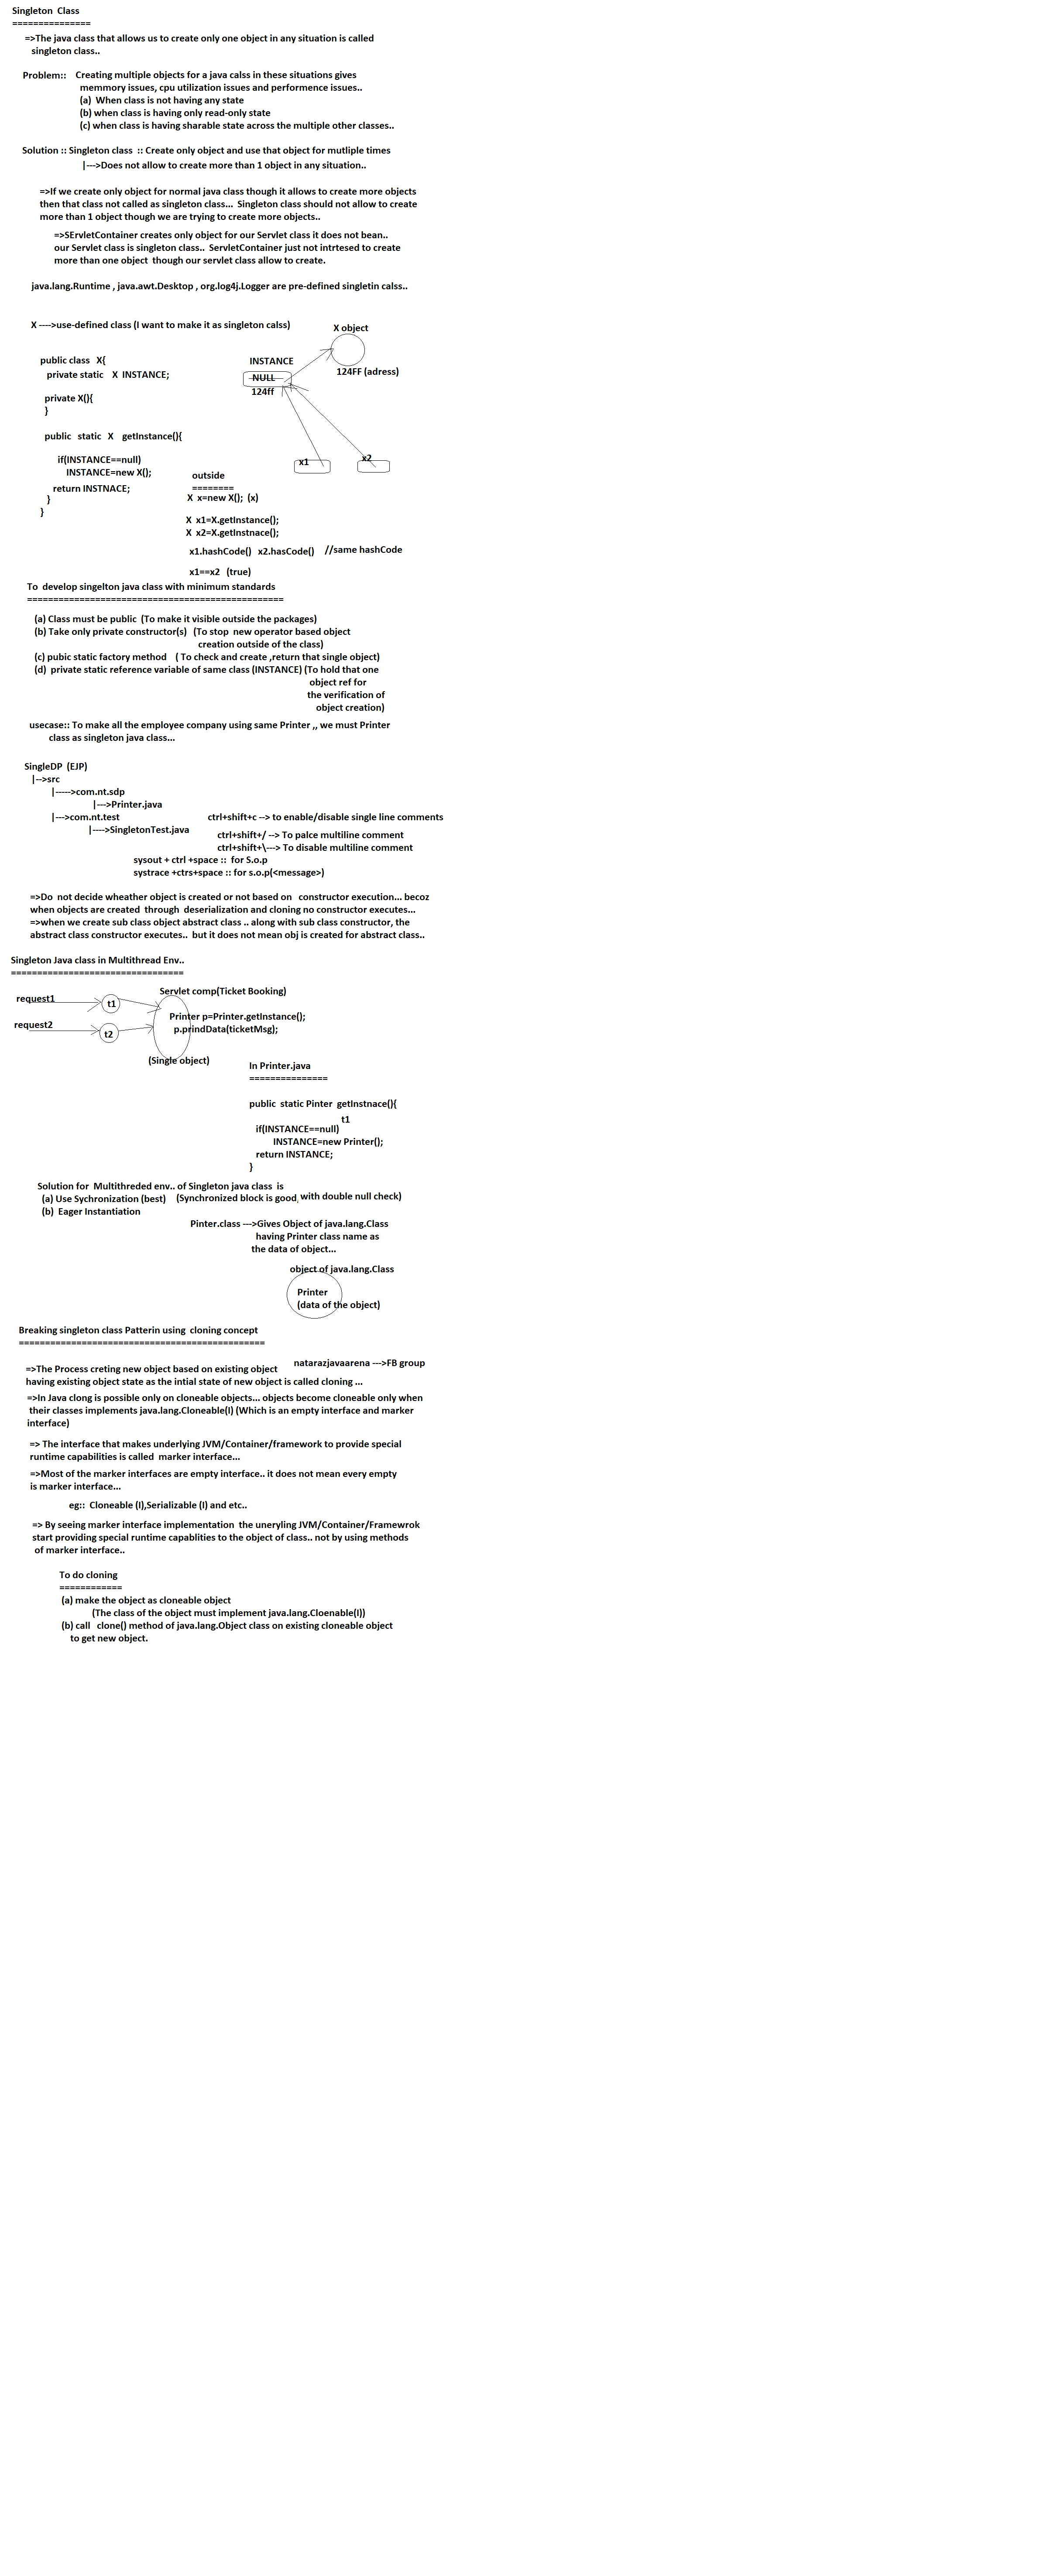 Singleton Class
===============
=>The java class that allows us to create only one object in any situation is called
singleton class..
Problem:: Creating multiple objects for a java calss in these situations gives
memmory issues, cpu utilization issues and performence issues..
(a) When class is not having any state
(b) when class is having only read-only state
(c) when class is having sharable state across the multiple other classes..
Solution :: Singleton class :: Create only object and use that object for mutliple times
|--->Does not allow to create more than 1 object in any situation..
=>If we create only object for normal java class though it allows to create more objects
then that class not called as singleton class... Singleton class should not allow to create
more than 1 object though we are trying to create more objects..
=>SErvletContainer creates only object for our Servlet class it does not bean..
our Servlet class is singleton class.. ServletContainer just not intrtesed to create
more than one object though our servlet class allow to create.
java.lang.Runtime , java.awt.Desktop , org.log4j.Logger are pre-defined singletin calss..
X ---->use-defined class (I want to make it as singleton calss)
X object
public class X{
INSTANCE
private static X INSTANCE;
124FF (adress)
NULL
124ff
private X(){
}
public static X getInstance(){
if(INSTANCE==null)
x1
x2
INSTANCE=new X();
outside
========
return INSTNACE;
X x=new X(); (x)
}
}
X x1=X.getInstance();
X x2=X.getInstnace();
x1.hashCode() x2.hasCode() //same hashCode
x1==x2 (true)
To develop singelton java class with minimum standards
=================================================
(a) Class must be public (To make it visible outside the packages)
(b) Take only private constructor(s) (To stop new operator based object
creation outside of the class)
(c) pubic static factory method ( To check and create ,return that single object)
(d) private static reference variable of same class (INSTANCE) (To hold that one
object ref for
the verification of
object creation)
usecase:: To make all the employee company using same Printer ,, we must Printer
class as singleton java class...
SingleDP (EJP)
|-->src
|----->com.nt.sdp
|--->Printer.java
|--->com.nt.test
ctrl+shift+c --> to enable/disable single line comments
|---->SingletonTest.java
ctrl+shift+/ --> To palce multiline comment
ctrl+shift+\---> To disable multiline comment
sysout + ctrl +space :: for S.o.p
systrace +ctrs+space :: for s.o.p(<message>)
=>Do not decide wheather object is created or not based on constructor execution... becoz
when objects are created through deserialization and cloning no constructor executes...
=>when we create sub class object abstract class .. along with sub class constructor, the
abstract class constructor executes.. but it does not mean obj is created for abstract class..
Singleton Java class in Multithread Env..
=================================
Servlet comp(Ticket Booking)
request1
t1
Printer p=Printer.getInstance();
request2
p.prindData(ticketMsg);
t2
(Single object)
In Printer.java
===============
public static Pinter getInstnace(){
t1
if(INSTANCE==null)
INSTANCE=new Printer();
return INSTANCE;
}
Solution for Multithreded env.. of Singleton java class is
(a) Use Sychronization (best) (Synchronized block is good, with double null check)
(b) Eager Instantiation
Pinter.class --->Gives Object of java.lang.Class
having Printer class name as
the data of object...
object of java.lang.Class
Printer
(data of the object)
Breaking singleton class Patterin using cloning concept
===============================================
natarazjavaarena --->FB group
=>The Process creting new object based on existing object
having existing object state as the intial state of new object is called cloning ...
=>In Java clong is possible only on cloneable objects... objects become cloneable only when
their classes implements java.lang.Cloneable(I) (Which is an empty interface and marker
interface)
=> The interface that makes underlying JVM/Container/framework to provide special
runtime capabilities is called marker interface...
=>Most of the marker interfaces are empty interface.. it does not mean every empty
is marker interface...
eg:: Cloneable (I),Serializable (I) and etc..
=> By seeing marker interface implementation the uneryling JVM/Container/Framewrok
start providing special runtime capablities to the object of class.. not by using methods
of marker interface..
To do cloning
============
(a) make the object as cloneable object
(The class of the object must implement java.lang.Cloenable(I))
(b) call clone() method of java.lang.Object class on existing cloneable object
to get new object.